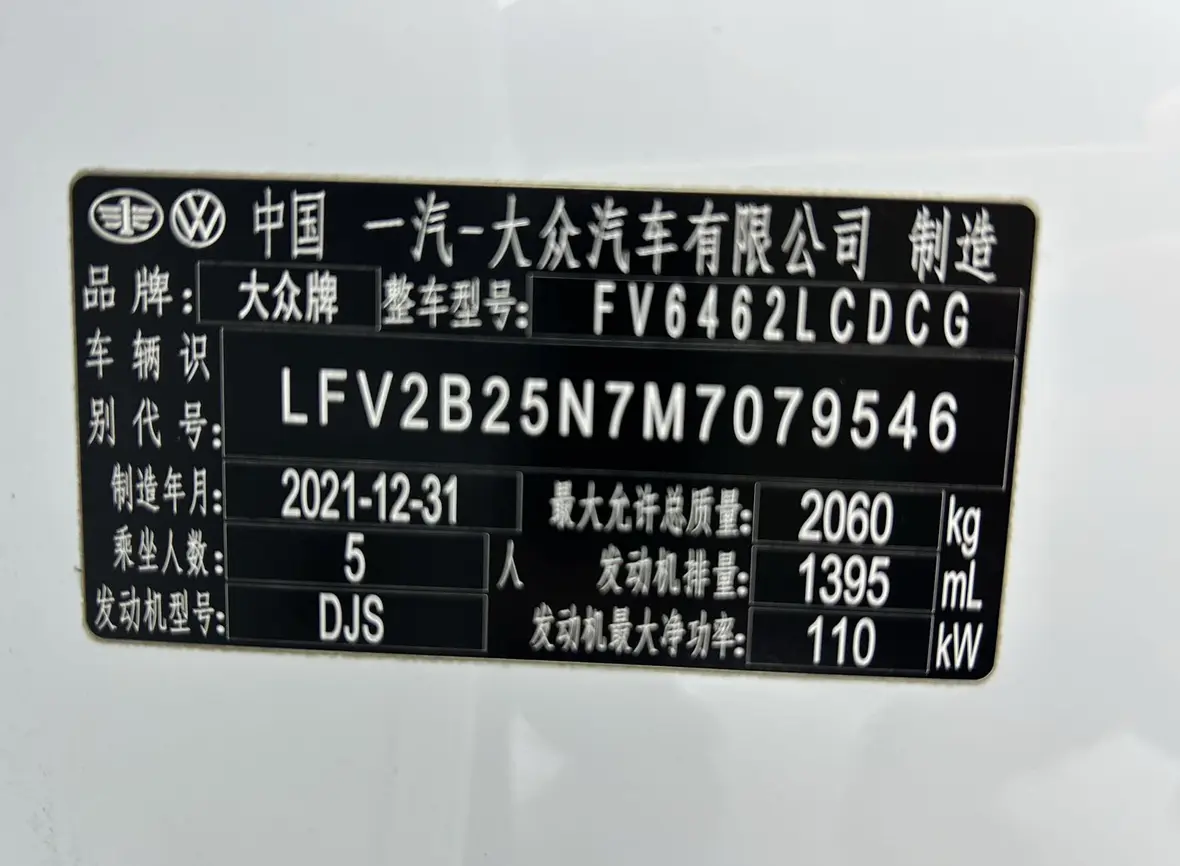 中国 一汽-大众汽车有限公司 制造
品牌: 大众牌 整车型号: FV6462LCDCG
车辆识别代号: LFV2B25N7M7079546
制造年月: 2021-12-31 最大允许总质量: 2060 kg
乘坐人数: 5 人 发动机排量: 1395 mL
发动机型号: DJS 发动机最大净功率: 110 kW